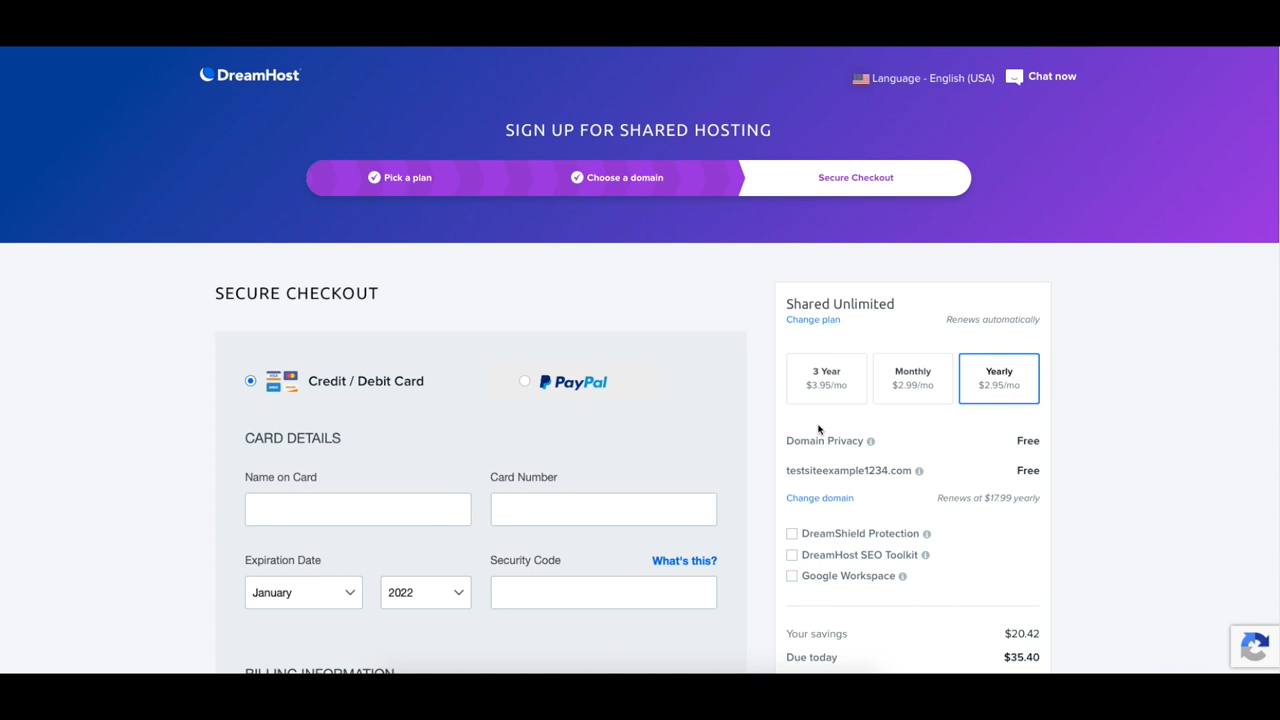 DreamHost
Language - English (USA)
Chat now
SIGN UP FOR SHARED HOSTING
Pick a plan
Choose a domain
Secure Checkout
SECURE CHECKOUT
Credit / Debit Card
PayPal
CARD DETAILS
Name on Card
Card Number
Expiration Date
Security Code
What's this?
January
2022
BILLING INFORMATION
Shared Unlimited
Change plan
Renews automatically
3 Year
$3.95/mo
Monthly
$2.99/mo
Yearly
$2.95/mo
Domain Privacy
Free
testsiteexample1234.com
Free
Change domain
Renews at $17.99 yearly
DreamShield Protection
DreamHost SEO Toolkit
Google Workspace
Your savings
$20.42
Due today
$35.40